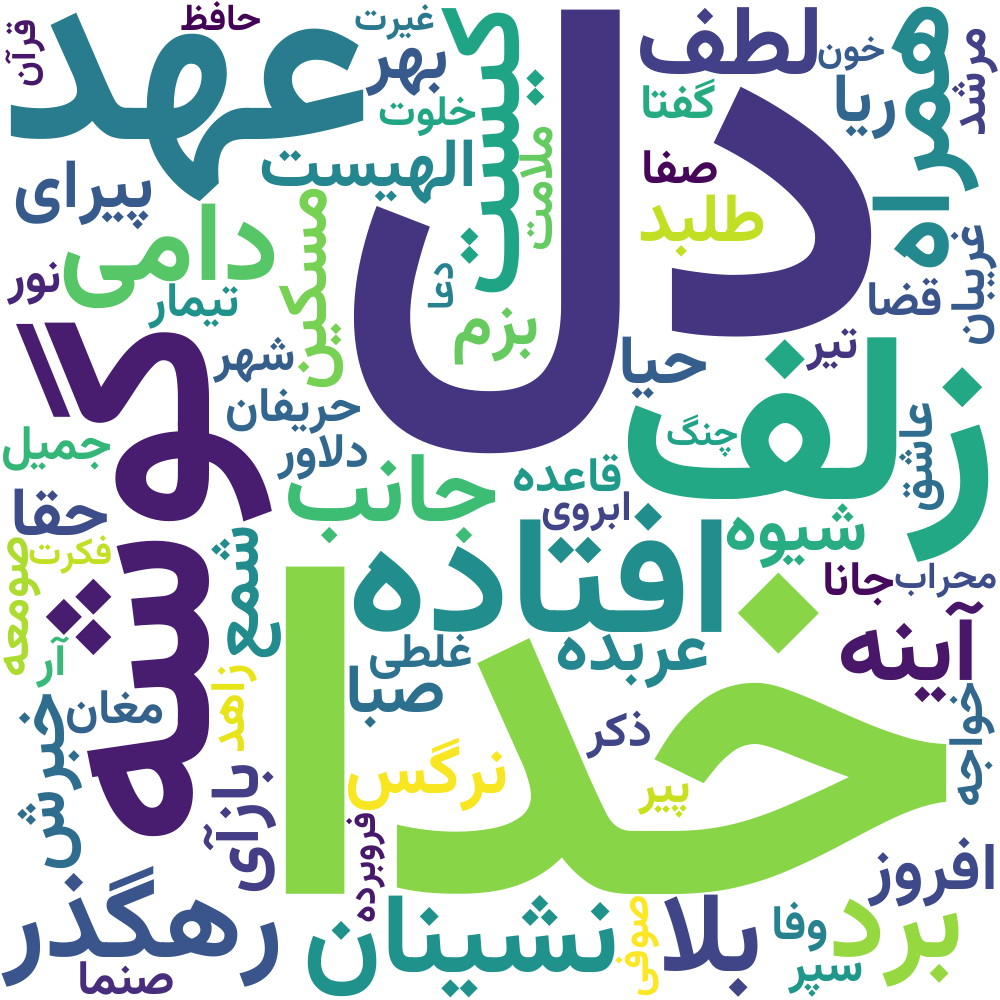 حافظ
غیرت
قرآن
عهد
بهر
کیست
دل
لطف
خون
همراه
مرشد
ریا
گفتا
خلوت
ملامت
الهیست
صفا
پیرای
طلبد
مسکین
دامی
غریبان
نور
تیمار
دعا
بزم
قضا
گوشه
شهر
حیا
تیر
زلف
حریفان
عاشق
چنگ
جمیل
دلاور
جانب
قاعده
ابروی
حقا
شمع
افتاده
شیوه
فکرت
صومعه
جانا
محراب
آینه
آر
غلطی
عربده
صبا
زاهد
مغان
خبرش
خدا
ذکر
خواجه
نرگس
پیر
بازآی
فروبرده
افروز
رهگذر
نشینان
صوفی
بلا
وفا
برد
سپر
صنما